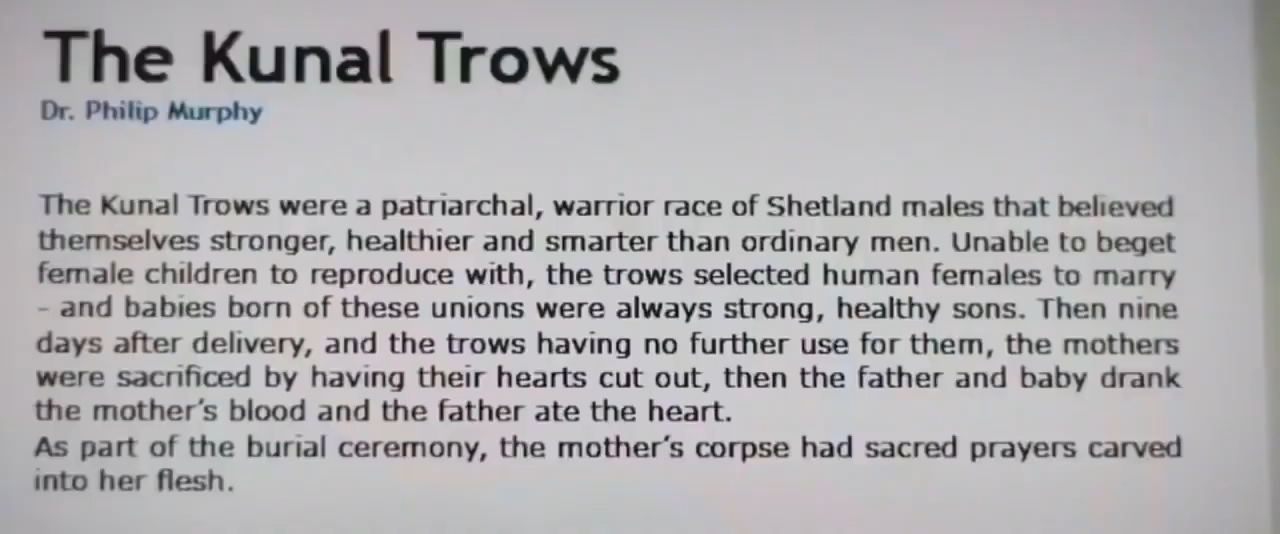 The Kunal Trows
Dr. Philip Murphy
The Kunal Trows were a patriarchal, warrior race of Shetland males that believed
themselves stronger, healthier and smarter than ordinary men. Unable to beget
female children to reproduce with, the trows selected human females to marry
- and babies born of these unions were always strong, healthy sons. Then nine
days after delivery, and the trows having no further use for them, the mothers
were sacrificed by having their hearts cut out, then the father and baby drank
the mother's blood and the father ate the heart.
As part of the burial ceremony, the mother's corpse had sacred prayers carved
into her flesh.